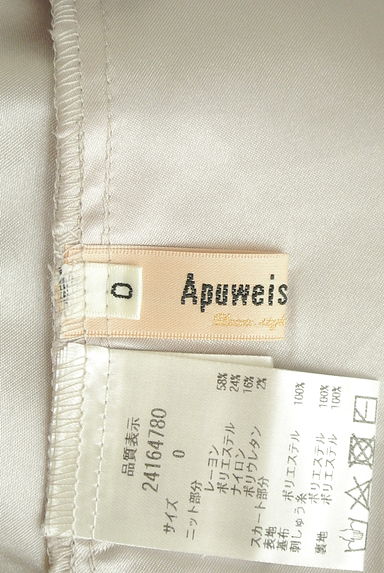 O
Apuweis
品質表示
24164780
サイズ 0
ニット部分
レーヨン 58%
ポリエステル 24%
ナイロン 16%
ポリウレタン 2%
スカート部分
表地 ポリエステル 100%
基布
刺しゅう糸 ポリエステル 100%
裏地 ポリエステル 100%